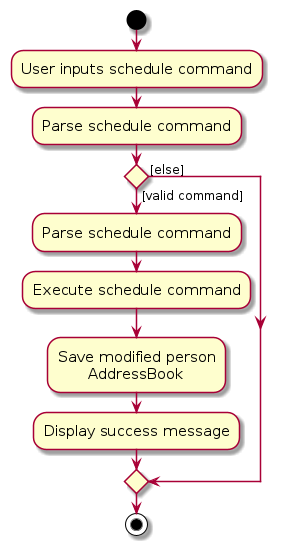 User inputs schedule command
Parse schedule command
[else]
[valid command]
Parse schedule command
Execute schedule command
Save modified person
AddressBook
Display success message